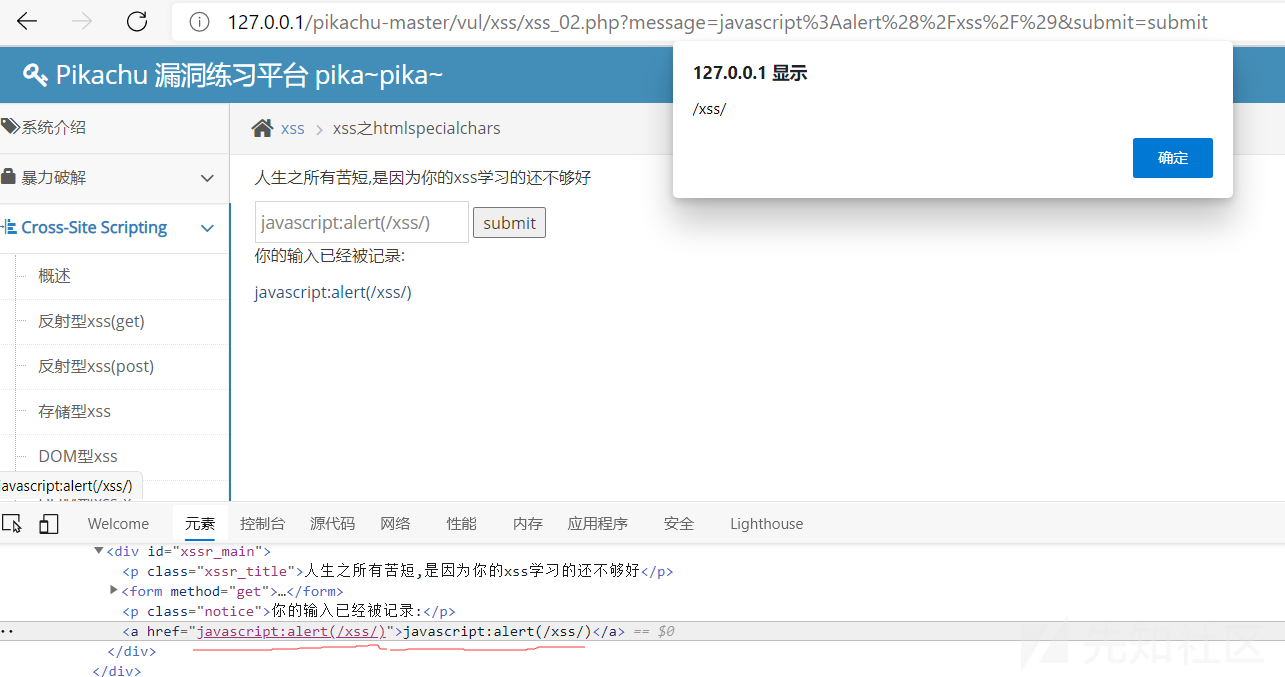 127.0.0.1/pikachu-master/vul/xss/xss_02.php?message=javascript%3Aalert%28%2Fxss%2F%29&submit=submit
Pikachu 漏洞练习平台 pika~pika~
127.0.0.1 显示
/xss/
确定
系统介绍
xss > xss之htmlspecialchars
暴力破解
人生之所有苦短,是因为你的xss学习的还不够好
Cross-Site Scripting
javascript:alert(/xss/) submit
你的输入已经被记录:
概述
javascript:alert(/xss/)
反射型xss(get)
反射型xss(post)
存储型xss
DOM型xss
avascript:alert(/xss/)
Welcome 元素 控制台 源代码 网络 性能 内存 应用程序 安全 Lighthouse
▼<div id="xssr_main">
<p class="xssr_title">人生之所有苦短,是因为你的xss学习的还不够好</p>
▶<form method="get">…</form>
<p class="notice">你的输入已经被记录:</p>
<a href="javascript:alert(/xss/)">javascript:alert(/xss/)</a> == $0
</div>
</div>
先知社区